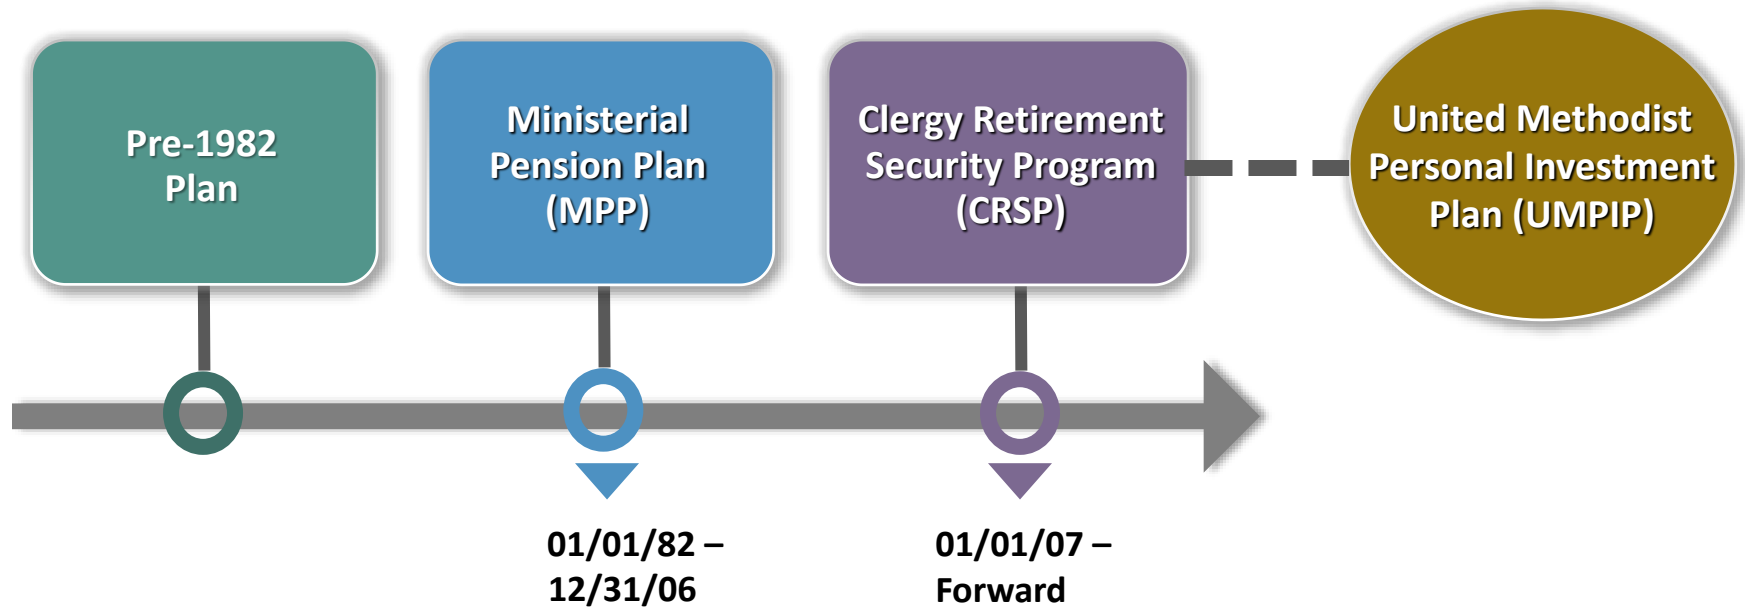 Pre-1982
Plan
Ministerial
Pension Plan
(MPP)
Clergy Retirement
Security Program
(CRSP)
United Methodist
Personal Investment
Plan (UMPIP)
01/01/82 –
12/31/06
01/01/07 –
Forward